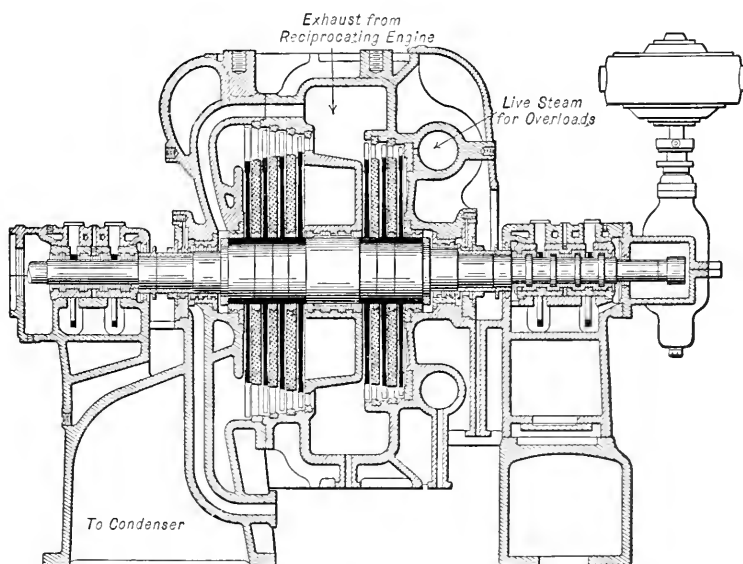 Exhaust from
Reciprocating Engine
Live Steam
for Overloads
To Condenser